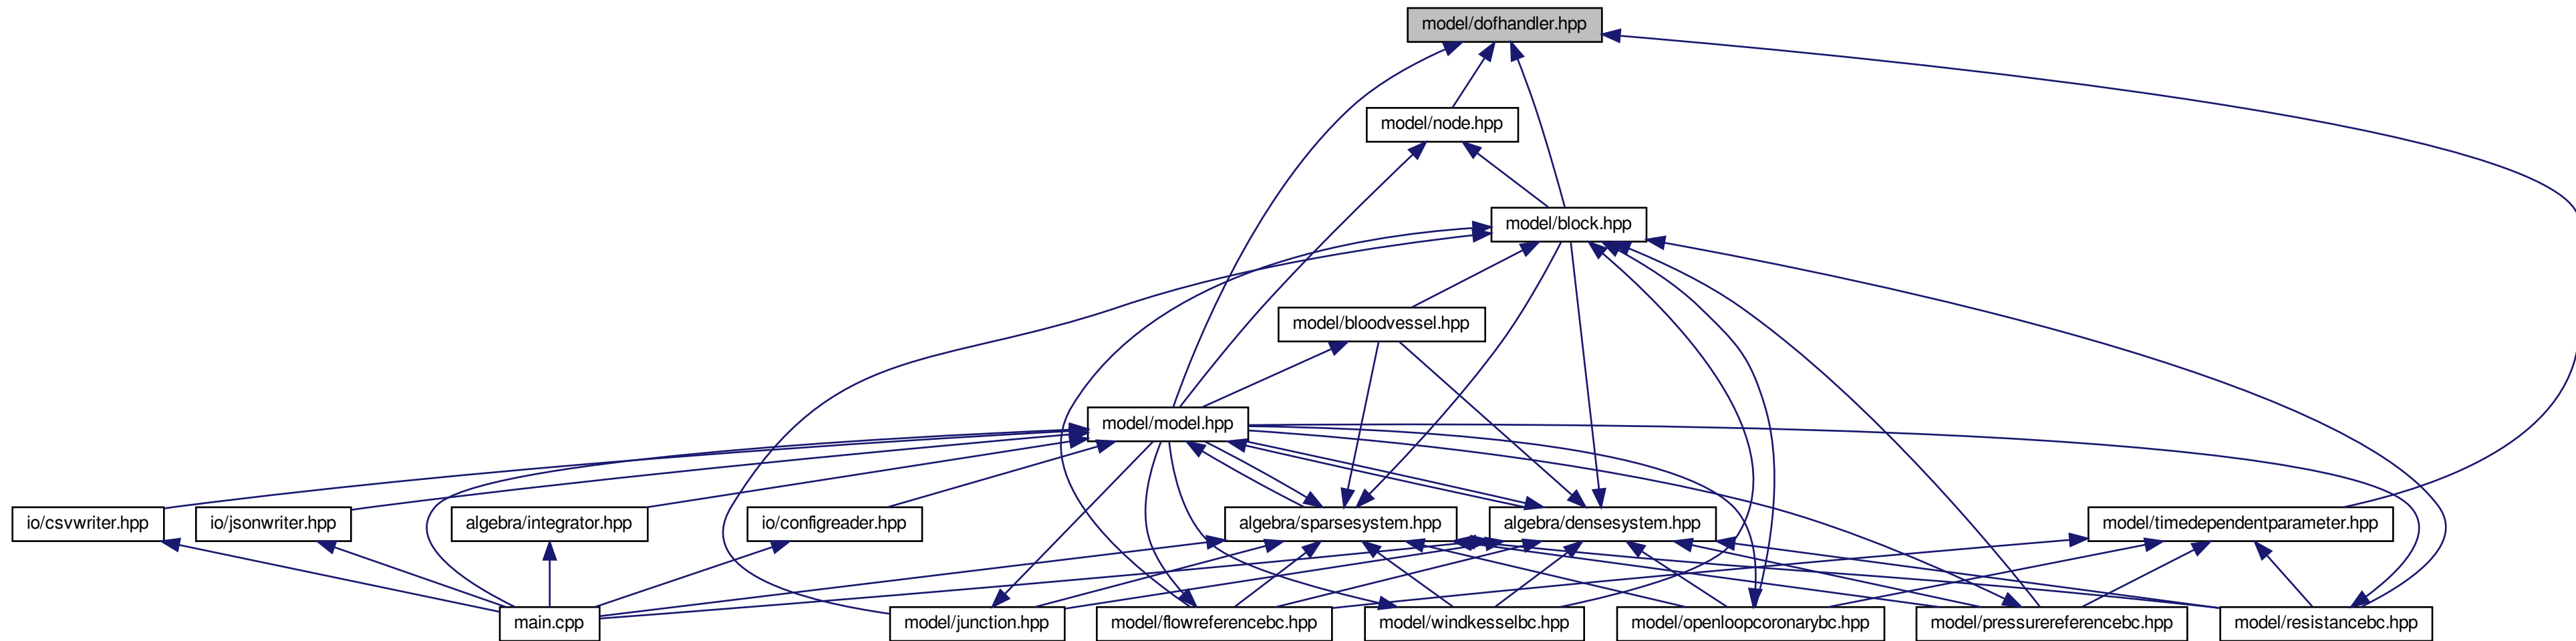 model/dofhandler.hpp
model/node.hpp
model/block.hpp
model/bloodvessel.hpp
model/model.hpp
io/csvwriter.hpp
io/jsonwriter.hpp
algebra/integrator.hpp
io/configreader.hpp
algebra/sparsesystem.hpp
algebra/densesystem.hpp
model/timedependentparameter.hpp
main.cpp
model/junction.hpp
model/flowreferencebc.hpp
model/windkesselbc.hpp
model/openloopcoronarybc.hpp
model/pressurereferencebc.hpp
model/resistancebc.hpp